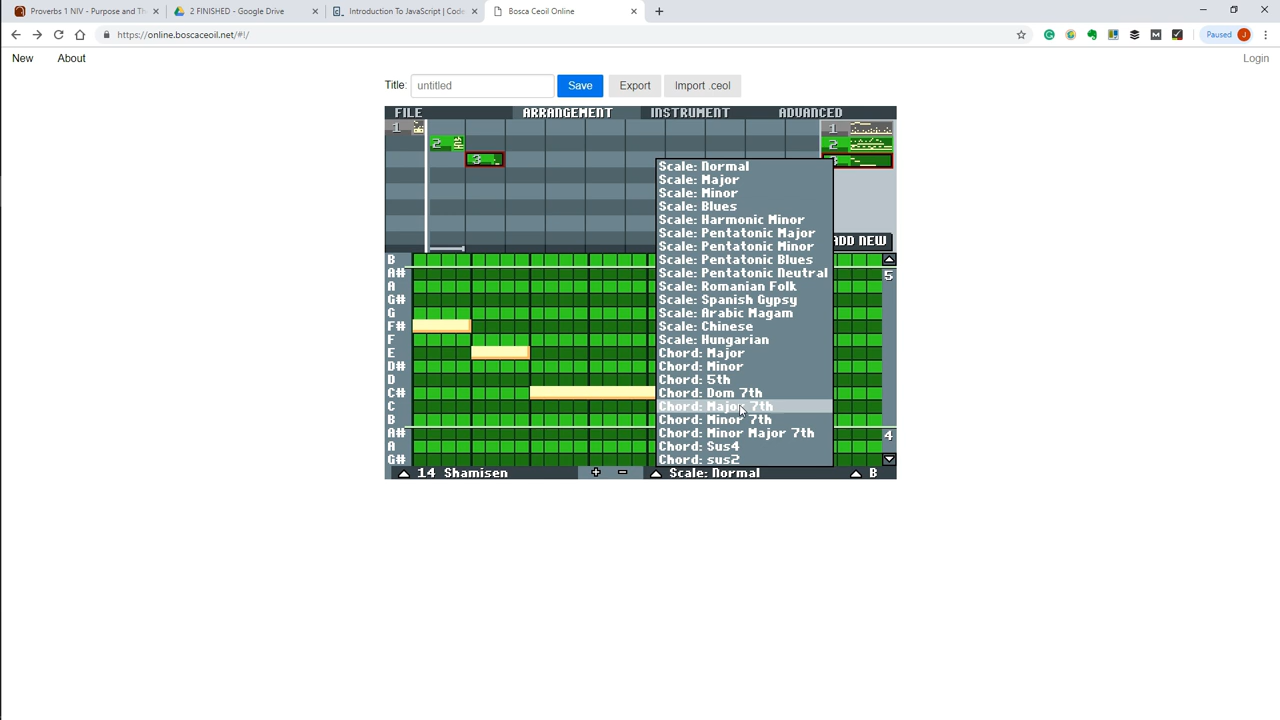 Proverbs 1 NIV - Purpose and Th
2 FINISHED - Google Drive
Introduction To JavaScript | Cod
Bosca Ceoil Online
https://online.boscaceoil.net/#!/
Paused
J
New
About
Login
Title:
untitled
Save
Export
Import .ceol
FILE
ARRANGEMENT
INSTRUMENT
ADVANCED
1
1
2
2
3
Scale: Normal
Scale: Major
Scale: Minor
Scale: Blues
Scale: Harmonic Minor
Scale: Pentatonic Major
ADD NEW
Scale: Pentatonic Minor
Scale: Pentatonic Blues
Scale: Pentatonic Neutral
Scale: Romanian Folk
Scale: Spanish Gypsy
Scale: Arabic Magam
Scale: Chinese
Scale: Hungarian
Chord: Major
Chord: Minor
Chord: 5th
Chord: Dom 7th
Chord: Major 7th
Chord: Minor 7th
Chord: Minor Major 7th
Chord: Sus4
Chord: sus2
B
A#
5
A
G#
G
F#
F
E
D#
D
C#
C
B
A#
4
A
G#
14 Shamisen
+
-
Scale: Normal
B